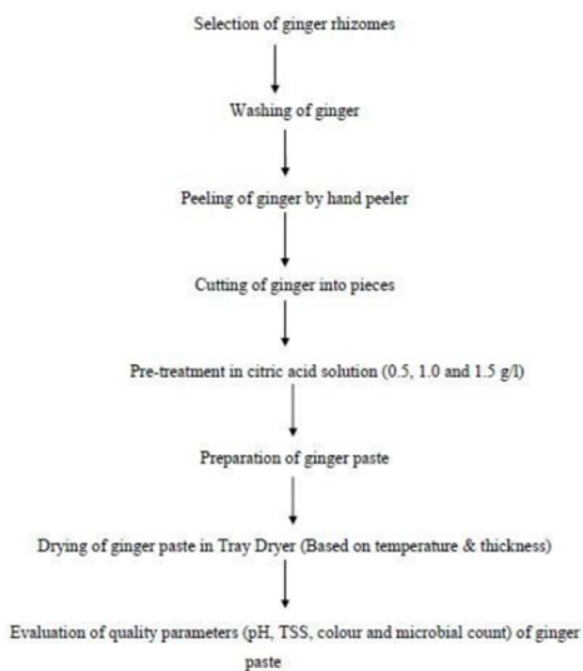 Selection of ginger rhizomes
Washing of ginger
Peeling of ginger by hand peeler
Cutting of ginger into pieces
Pre-treatment in citric acid solution (0.5, 1.0 and 1.5 g/l)
Preparation of ginger paste
Drying of ginger paste in Tray Dryer (Based on temperature & thickness)
Evaluation of quality parameters (pH, TSS, colour and microbial count) of ginger
paste